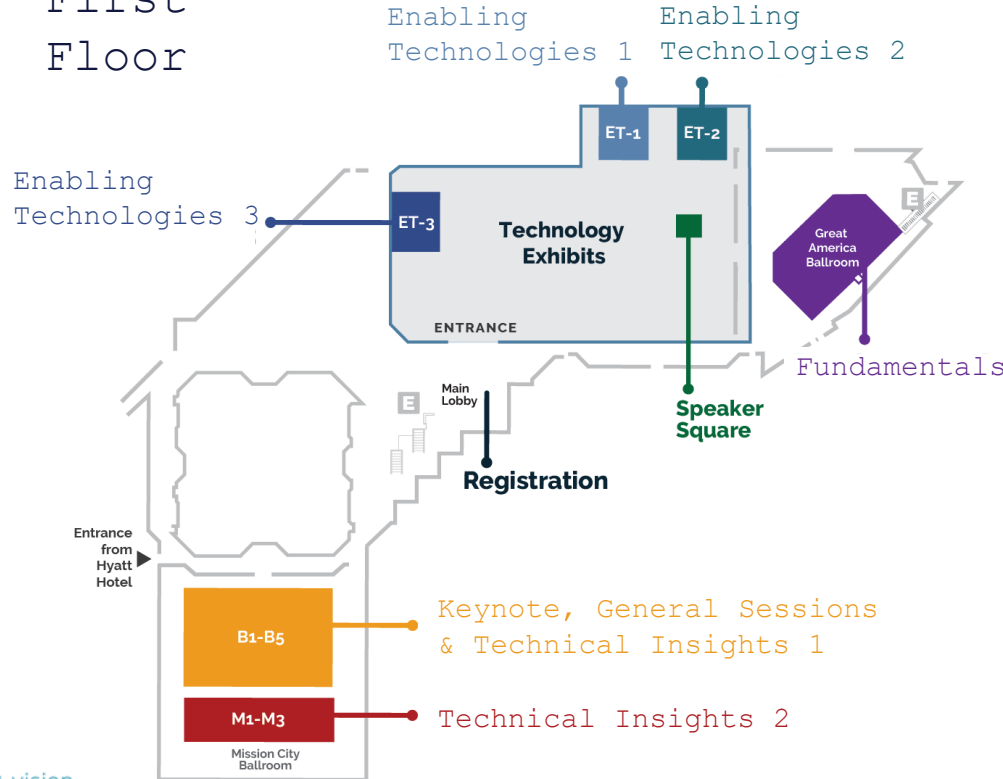 First
Floor
Enabling
Technologies 1
Enabling
Technologies 2
ET-1
ET-2
Enabling
Technologies 3
ET-3
Technology
Exhibits
E
Great
America
Ballroom
ENTRANCE
Fundamentals
Main
Lobby
E
Speaker
Square
Registration
Entrance
from
Hyatt
Hotel
B1-B5
Keynote, General Sessions
& Technical Insights 1
M1-M3
Technical Insights 2
Mission City
Ballroom
vision